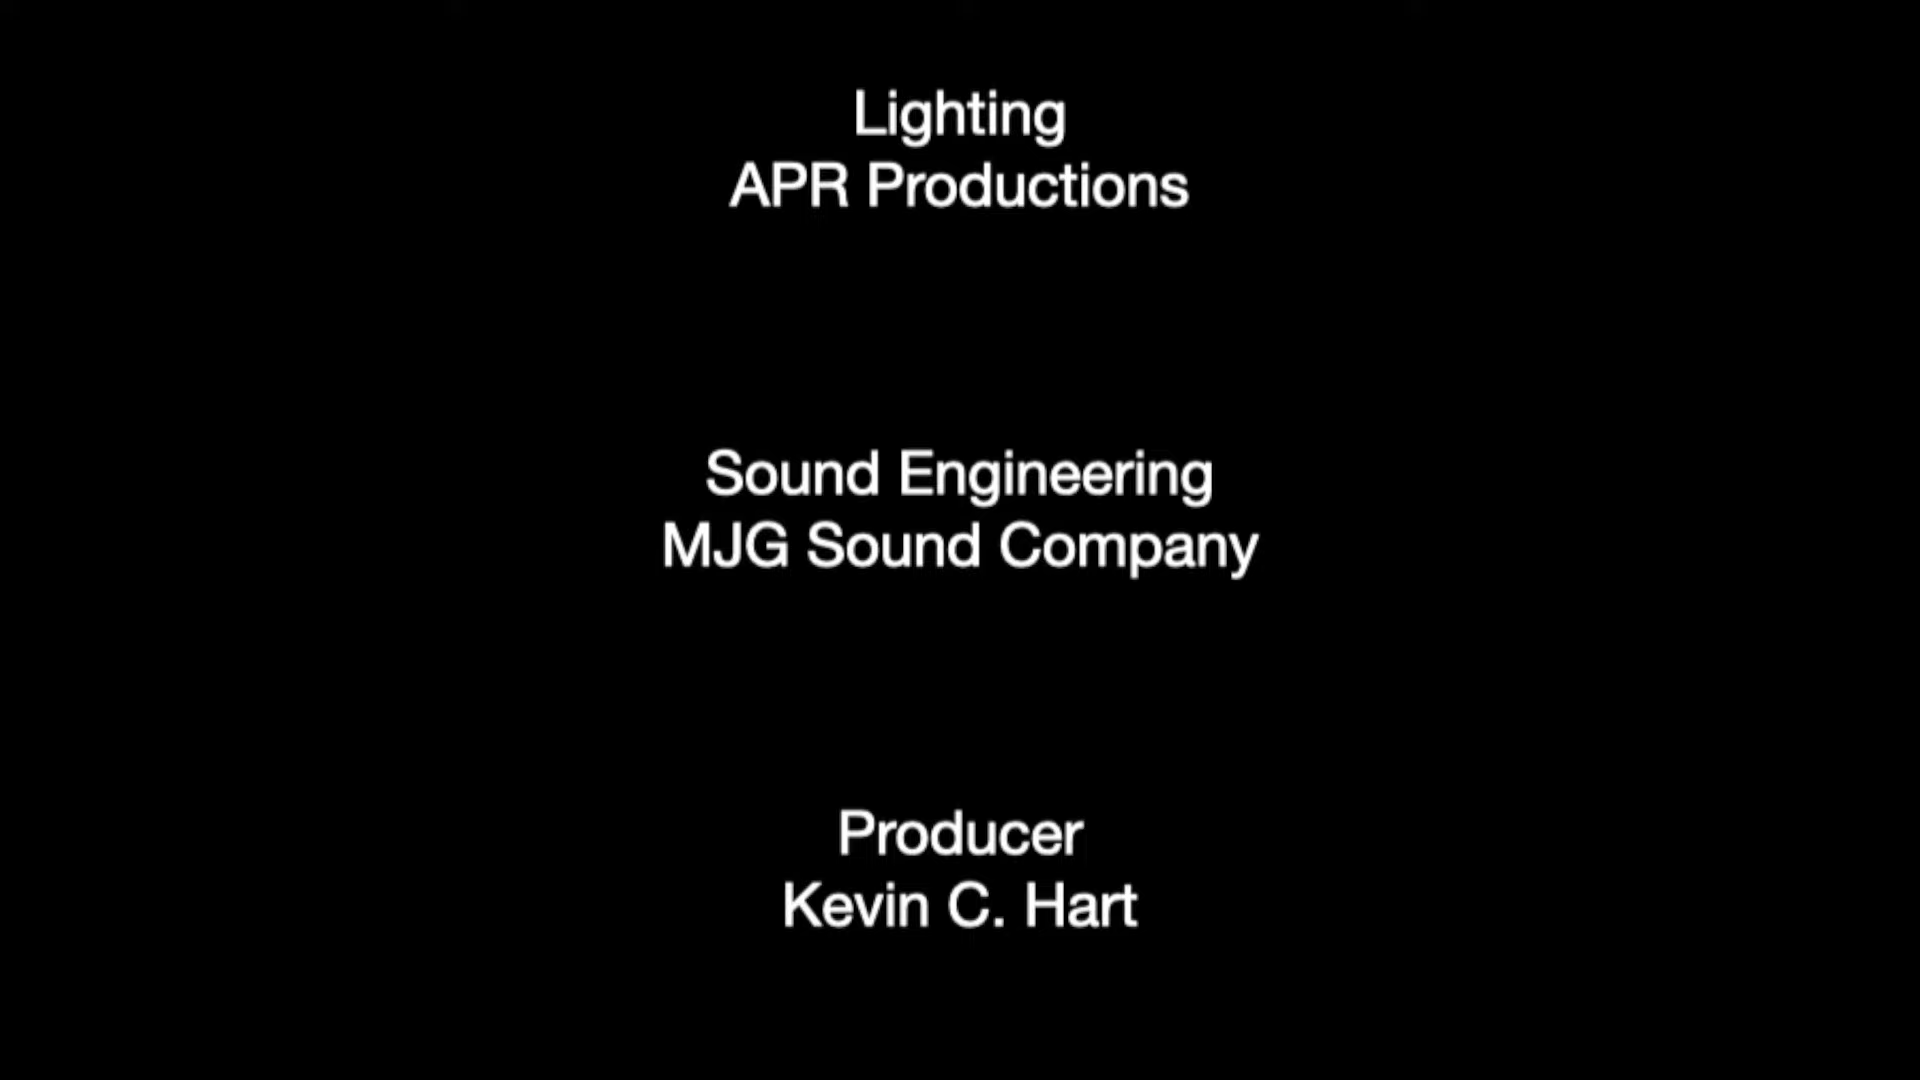 Lighting
APR Productions
Sound Engineering
MJG Sound Company
Producer
Kevin C. Hart